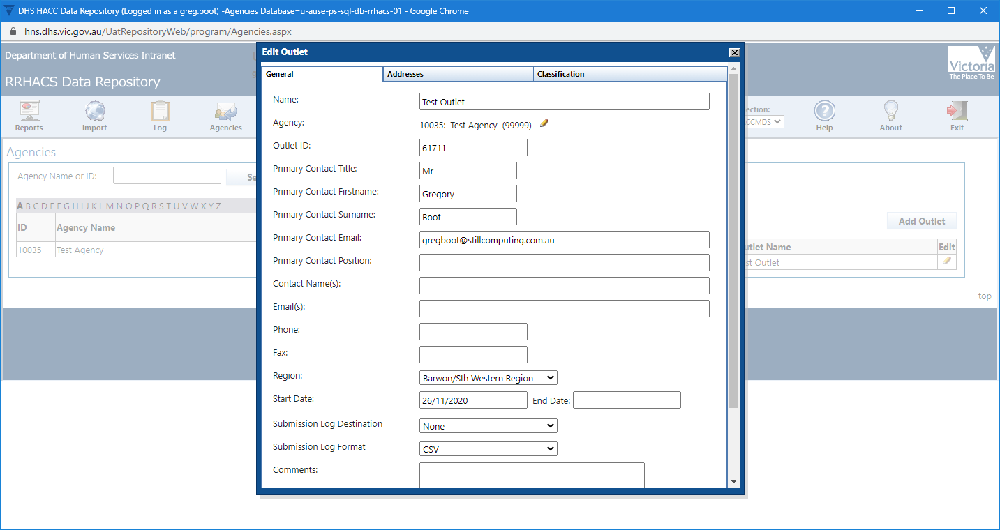 DHS HACC Data Repository (Logged in as a greg.boot) -Agencies Database=u-ause-ps-sql-db-rrhacs-01 - Google Chrome
hns.dhs.vic.gov.au/UatRepositoryWeb/program/Agencies.aspx
Department of Human Services Intranet
RRHACS Data Repository
Victoria
The Place To Be
Reports
Import
Log
Agencies
lection:
CCMDS
Help
About
Exit
Agencies
Agency Name or ID:
Se
A B C D E F G H I J K L M N O P Q R S T U V W X Y Z
ID Agency Name
10035 Test Agency
Add Outlet
utlet Name Edit
st Outlet
top
Edit Outlet
General Addresses Classification
Name: Test Outlet
Agency: 10035: Test Agency (99999)
Outlet ID: 61711
Primary Contact Title: Mr
Primary Contact Firstname: Gregory
Primary Contact Surname: Boot
Primary Contact Email: gregboot@stillcomputing.com.au
Primary Contact Position:
Contact Name(s):
Email(s):
Phone:
Fax:
Region: Barwon/Sth Western Region
Start Date: 26/11/2020 End Date:
Submission Log Destination None
Submission Log Format CSV
Comments: